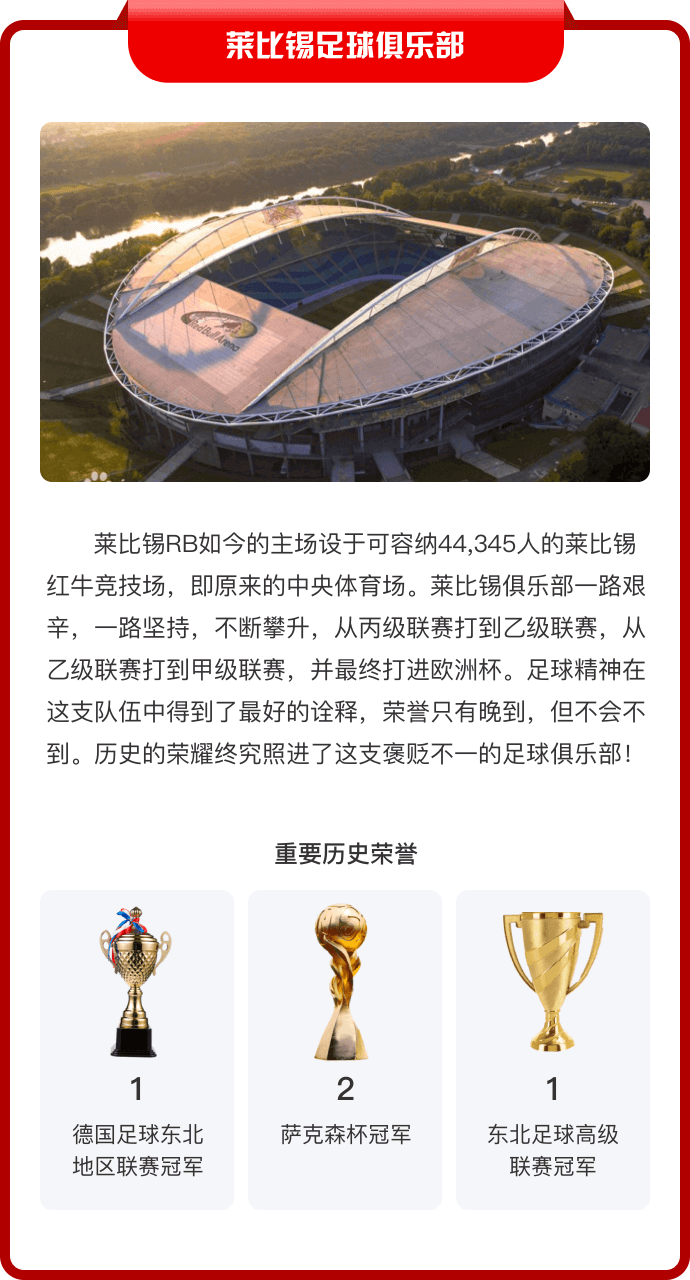 莱比锡足球俱乐部
Red Bull Arena
莱比锡RB如今的主场设于可容纳44,345人的莱比锡
红牛竞技场，即原来的中央体育场。莱比锡俱乐部一路艰
辛，一路坚持，不断攀升，从丙级联赛打到乙级联赛，从
乙级联赛打到甲级联赛，并最终打进欧洲杯。足球精神在
这支队伍中得到了最好的诠释，荣誉只有晚到，但不会不
到。历史的荣耀终究照进了这支褒贬不一的足球俱乐部！
重要历史荣誉
1
德国足球东北
地区联赛冠军
2
萨克森杯冠军
1
东北足球高级
联赛冠军